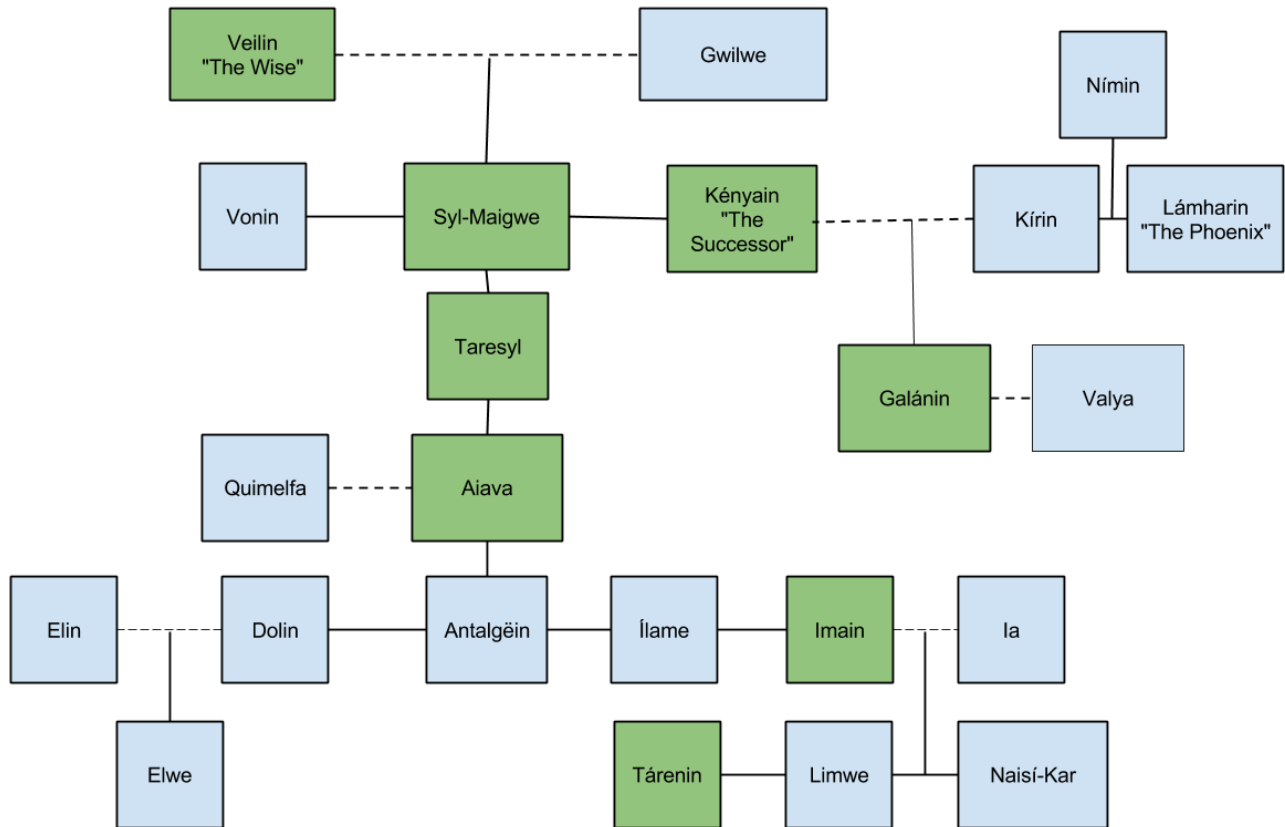 Veilin
"The Wise"
Gwilwe
Nímin
Vonin
Syl-Maigwe
Kényain
"The
Successor"
Kírin
Lámharin
"The Phoenix"
Taresyl
Galánin
Valya
Quimelfa
Aiava
Elin
Dolin
Antalgëin
Ílame
Imain
Ia
Elwe
Tárenin
Limwe
Naisí-Kar